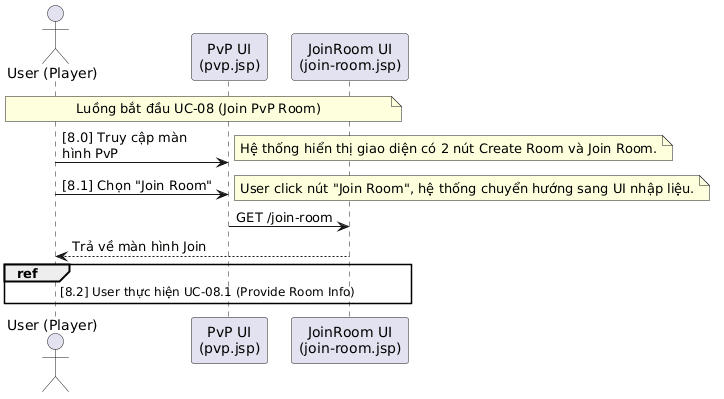 User (Player)
PvP UI
(pvp.jsp)
JoinRoom UI
(join-room.jsp)
Luồng bắt đầu UC-08 (Join PvP Room)
[8.0] Truy cập màn
hình PvP
Hệ thống hiển thị giao diện có 2 nút Create Room và Join Room.
[8.1] Chọn "Join Room"
User click nút "Join Room", hệ thống chuyển hướng sang UI nhập liệu.
GET /join-room
Trả về màn hình Join
ref
[8.2] User thực hiện UC-08.1 (Provide Room Info)
User (Player)
PvP UI
(pvp.jsp)
JoinRoom UI
(join-room.jsp)